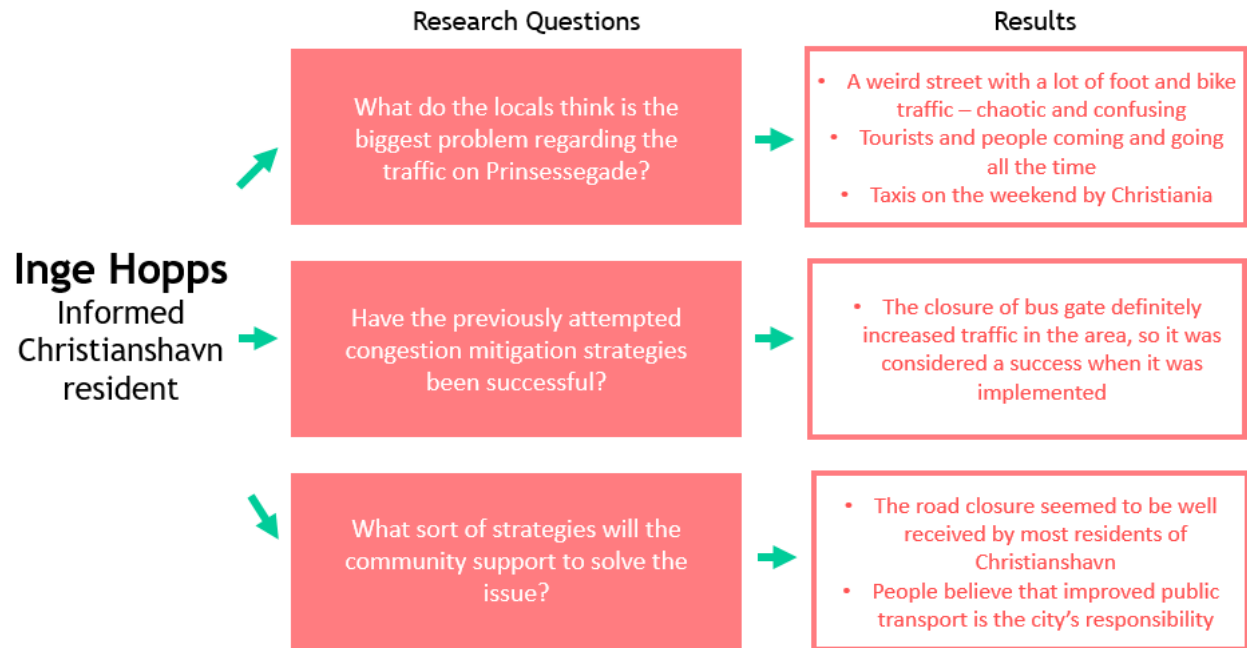 Research Questions
Results
Inge Hopps
Informed
Christianshavn
resident
What do the locals think is the
biggest problem regarding the
traffic on Prinsessegade?
• A weird street with a lot of foot and bike
traffic – chaotic and confusing
• Tourists and people coming and going
all the time
• Taxis on the weekend by Christiania
Have the previously attempted
congestion mitigation strategies
been successful?
• The closure of bus gate definitely
increased traffic in the area, so it was
considered a success when it was
implemented
What sort of strategies will the
community support to solve the
issue?
• The road closure seemed to be well
received by most residents of
Christianshavn
• People believe that improved public
transport is the city's responsibility